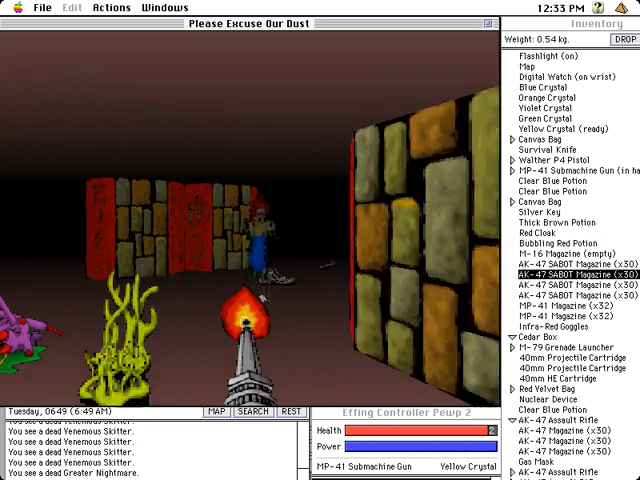 File Edit Actions Windows 12:33 PM
Please Excuse Our Dust
Inventory
Weight: 0.54 kg. DROP
Flashlight (on)
Map
Digital Watch (on wrist)
Blue Crystal
Orange Crystal
Violet Crystal
Green Crystal
Yellow Crystal (ready)
Canvas Bag
Survival Knife
Walther P4 Pistol
MP-41 Submachine Gun (in ha
Clear Blue Potion
Clear Blue Potion
Canvas Bag
Silver Key
Thick Brown Potion
Red Cloak
Bubbling Red Potion
M-16 Magazine (empty)
AK-47 SABOT Magazine (x30)
AK-47 SABOT Magazine (x30)
AK-47 SABOT Magazine (x30)
AK-47 SABOT Magazine (x30)
MP-41 Magazine (x32)
MP-41 Magazine (x32)
Infra-Red Goggles
Cedar Box
M-79 Grenade Launcher
40mm Projectile Cartridge
40mm Projectile Cartridge
40mm HE Cartridge
Red Velvet Bag
Nuclear Device
Clear Blue Potion
AK-47 Assault Rifle
AK-47 Magazine (x30)
AK-47 Magazine (x30)
AK-47 Magazine (x30)
Gas Mask
AK-47 Assault Rifle
Tuesday, 0649 (6:49 AM) MAP SEARCH REST
You see a dead Venemous Skitter.
You see a dead Venemous Skitter.
You see a dead Venemous Skitter.
You see a dead Venemous Skitter.
You see a dead Venemous Skitter.
You see a dead Greater Nightmare.
Effing Controller Pewp 2
Health 2
Power
MP-41 Submachine Gun Yellow Crystal